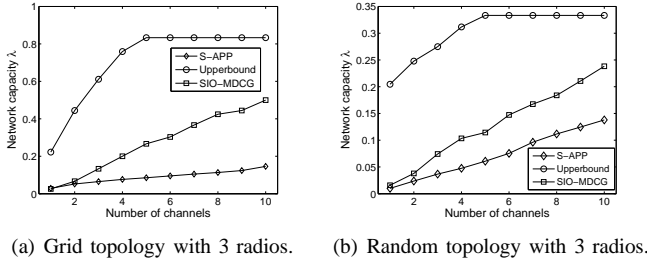 1
0.8
0.6
0.4
0.2
0
Network capacity λ
2 4 6 8 10
Number of channels
S−APP
Upperbound
SIO−MDCG
0.4
0.35
0.3
0.25
0.2
0.15
0.1
0.05
0
Network capacity λ
2 4 6 8 10
Number of channels
S−APP
Upperbound
SIO−MDCG
(a) Grid topology with 3 radios.
(b) Random topology with 3 radios.